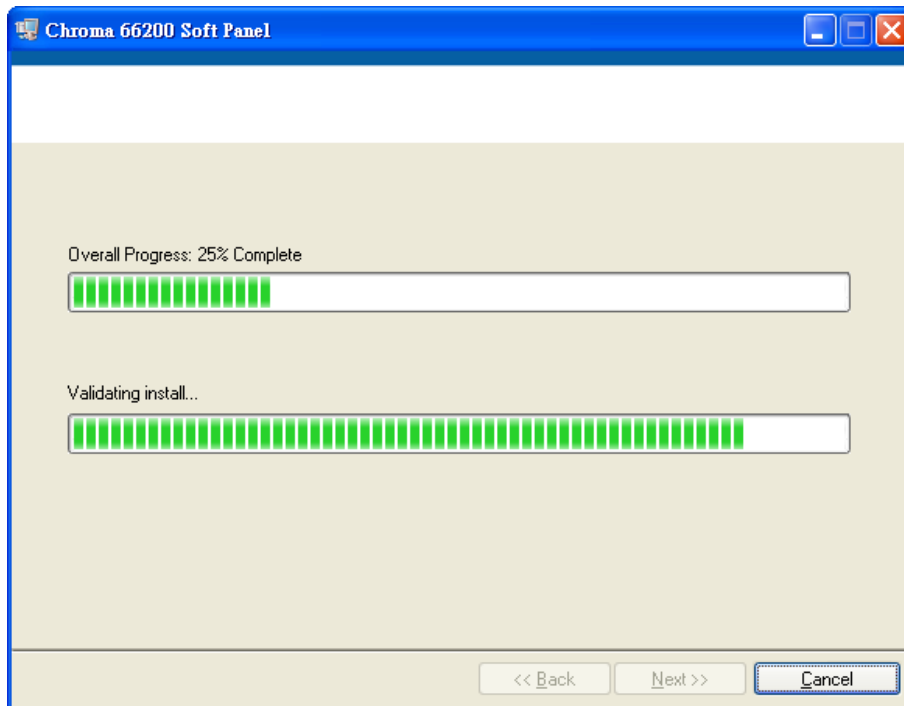 Chroma 66200 Soft Panel
Overall Progress: 25% Complete
Validating install...
<< Back
Next >>
Cancel